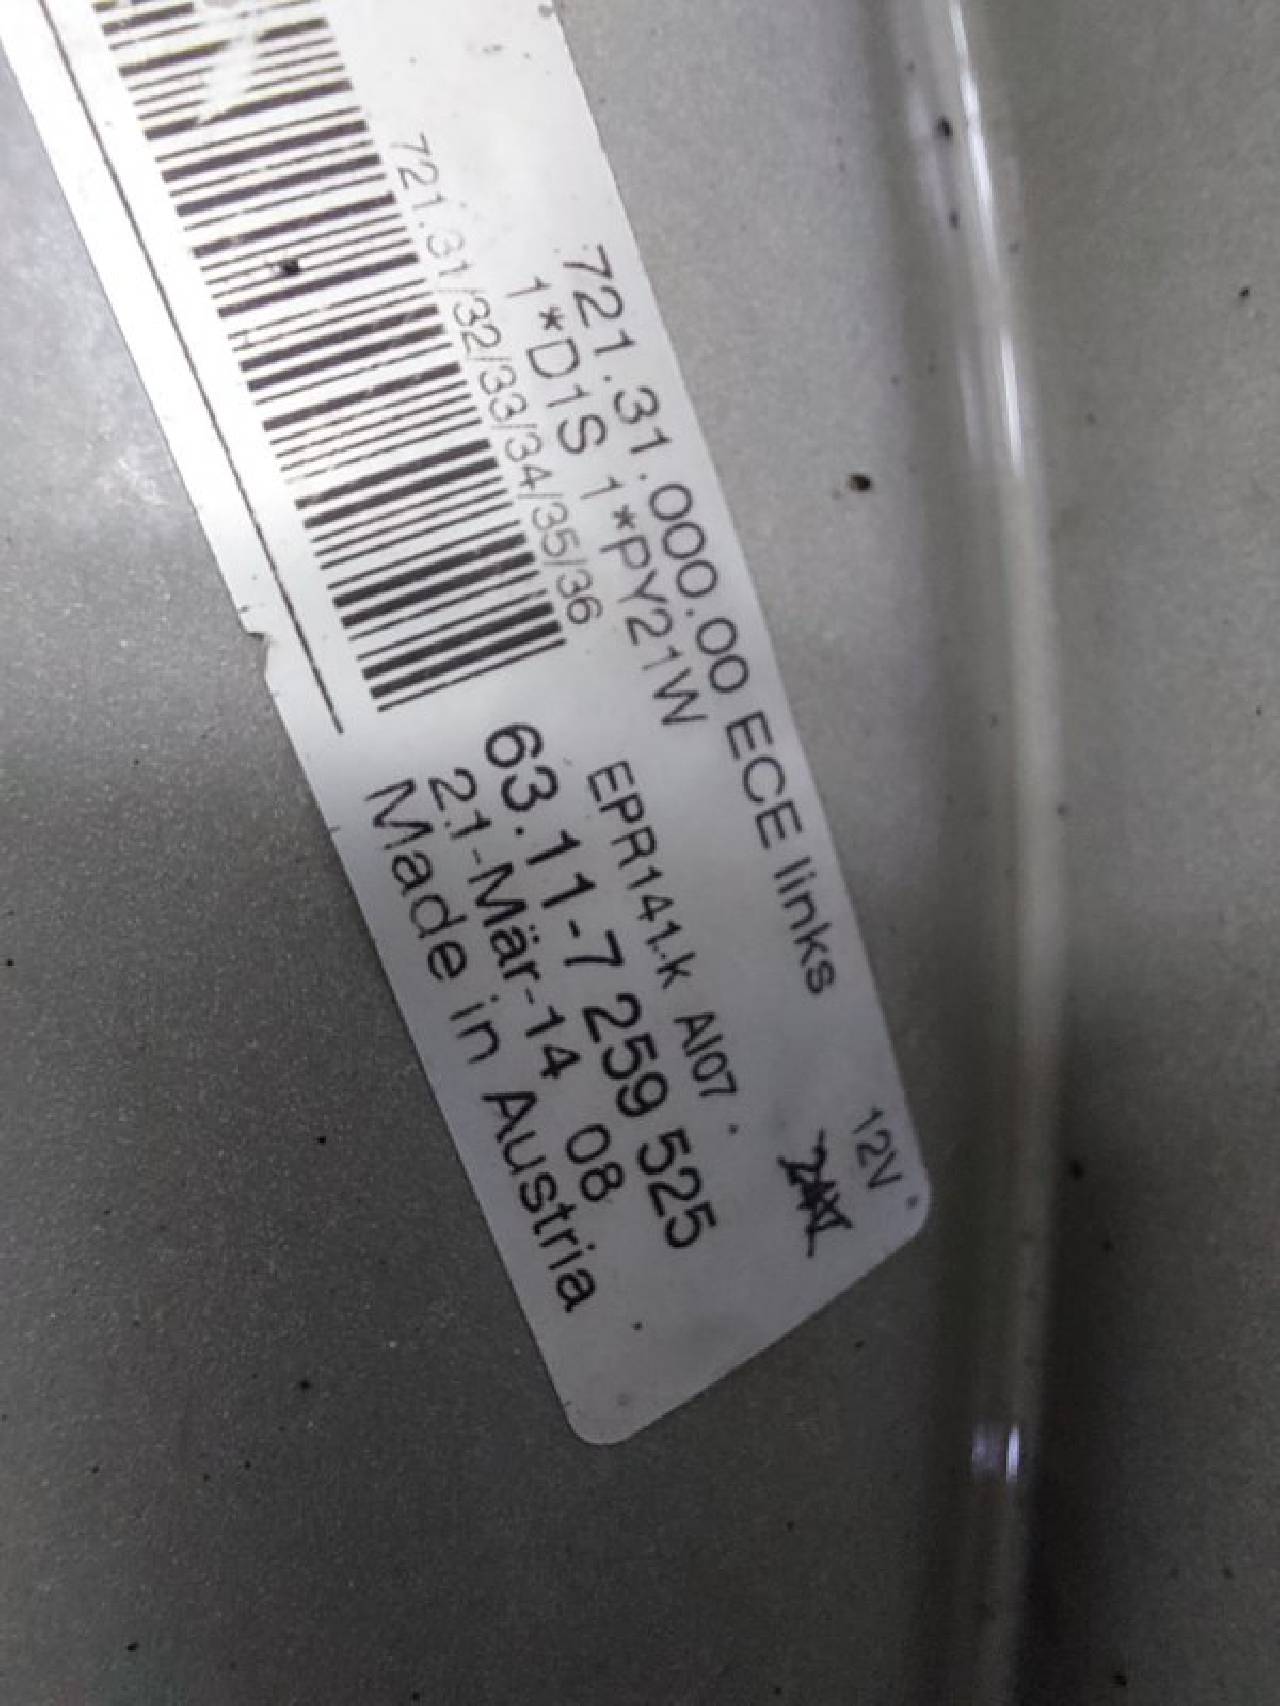 721.31.000.00 ECE links
12V
1*D1S 1*PY21W
EPR141.k AI07
721.31/32/33/34/35/36
63.11-7 259 525
21-Mär-14 08
Made in Austria